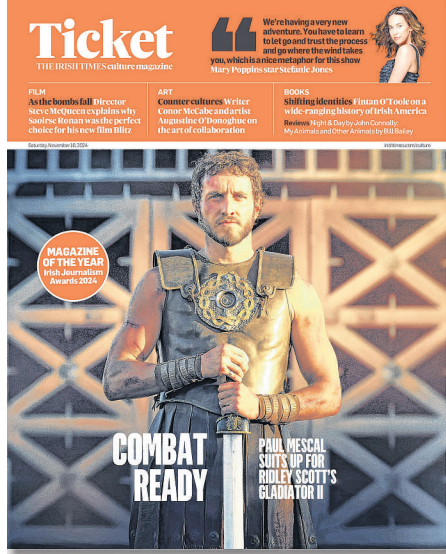 Ticket
THE IRISH TIMES culture magazine
“
We're having a very new
adventure. You have to learn
to let go and trust the process
and go where the wind takes
you, which is a nice metaphor for this show
Mary Poppins star Stefanie Jones
FILM
As the bombs fall Director
Steve McQueen explains why
Saoirse Ronan was the perfect
choice for his new film Blitz
ART
Counter cultures Writer
Conor McCabe and artist
Augustine O'Donoghue on
the art of collaboration
BOOKS
Shifting identities Fintan O'Toole on a
wide-ranging history of Irish America
Reviews Night & Day by John Connolly;
My Animals and Other Animals by Bill Bailey
Saturday, November 16, 2024
irishtimes.com/culture
MAGAZINE
OF THE YEAR
Irish Journalism
Awards 2024
COMBAT
READY
PAUL MESCAL
SUITS UP FOR
RIDLEY SCOTT'S
GLADIATOR II